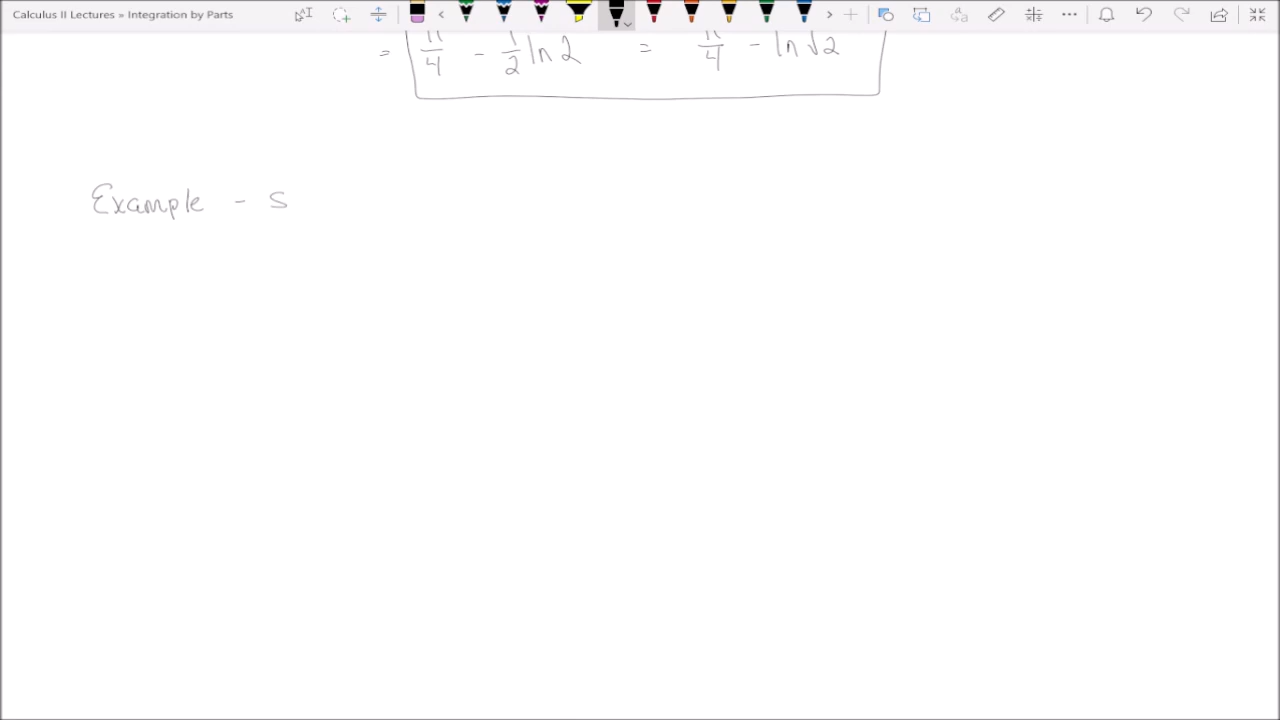 Calculus II Lectures » Integration by Parts
= π/4 - 1/2 ln 2 = π/4 - ln √2
Example - S